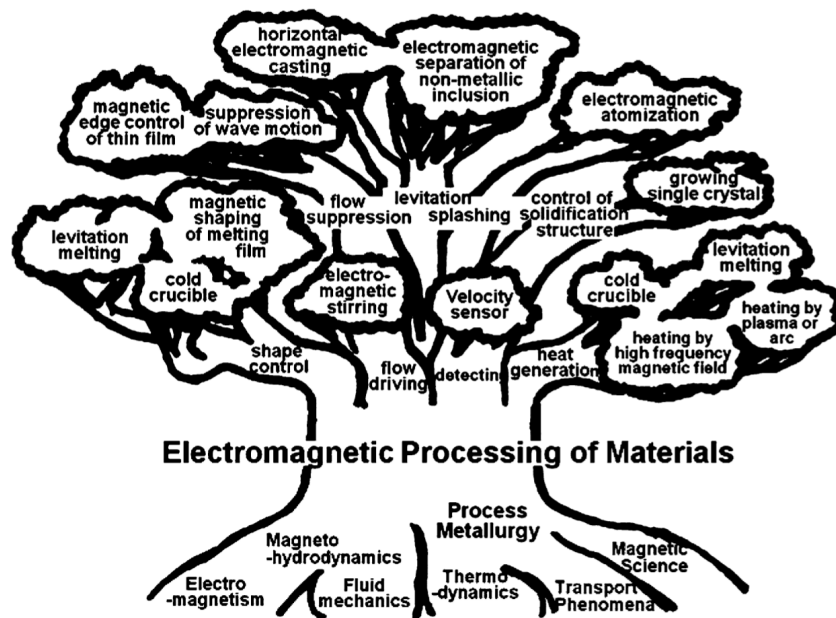 horizontal
electromagnetic
casting
electromagnetic
separation of
non-metallic
inclusion
magnetic
edge control
of thin film
suppression
of wave motion
electromagnetic
atomization
growing
single crystal
flow
suppression
levitation
splashing
control of
solidification
structure
levitation
melting
magnetic
shaping
of melting
film
cold
crucible
electro-
magnetic
stirring
Velocity
sensor
cold
crucible
levitation
melting
heating by
plasma or
arc
heating by
high frequency
magnetic field
shape
control
flow
driving
detecting
heat
generation
Electromagnetic Processing of Materials
Process
Metallurgy
Magneto
-hydrodynamics
Magnetic
Science
Electro
-magnetism
Fluid
mechanics
Thermo
-dynamics
Transport
Phenomena